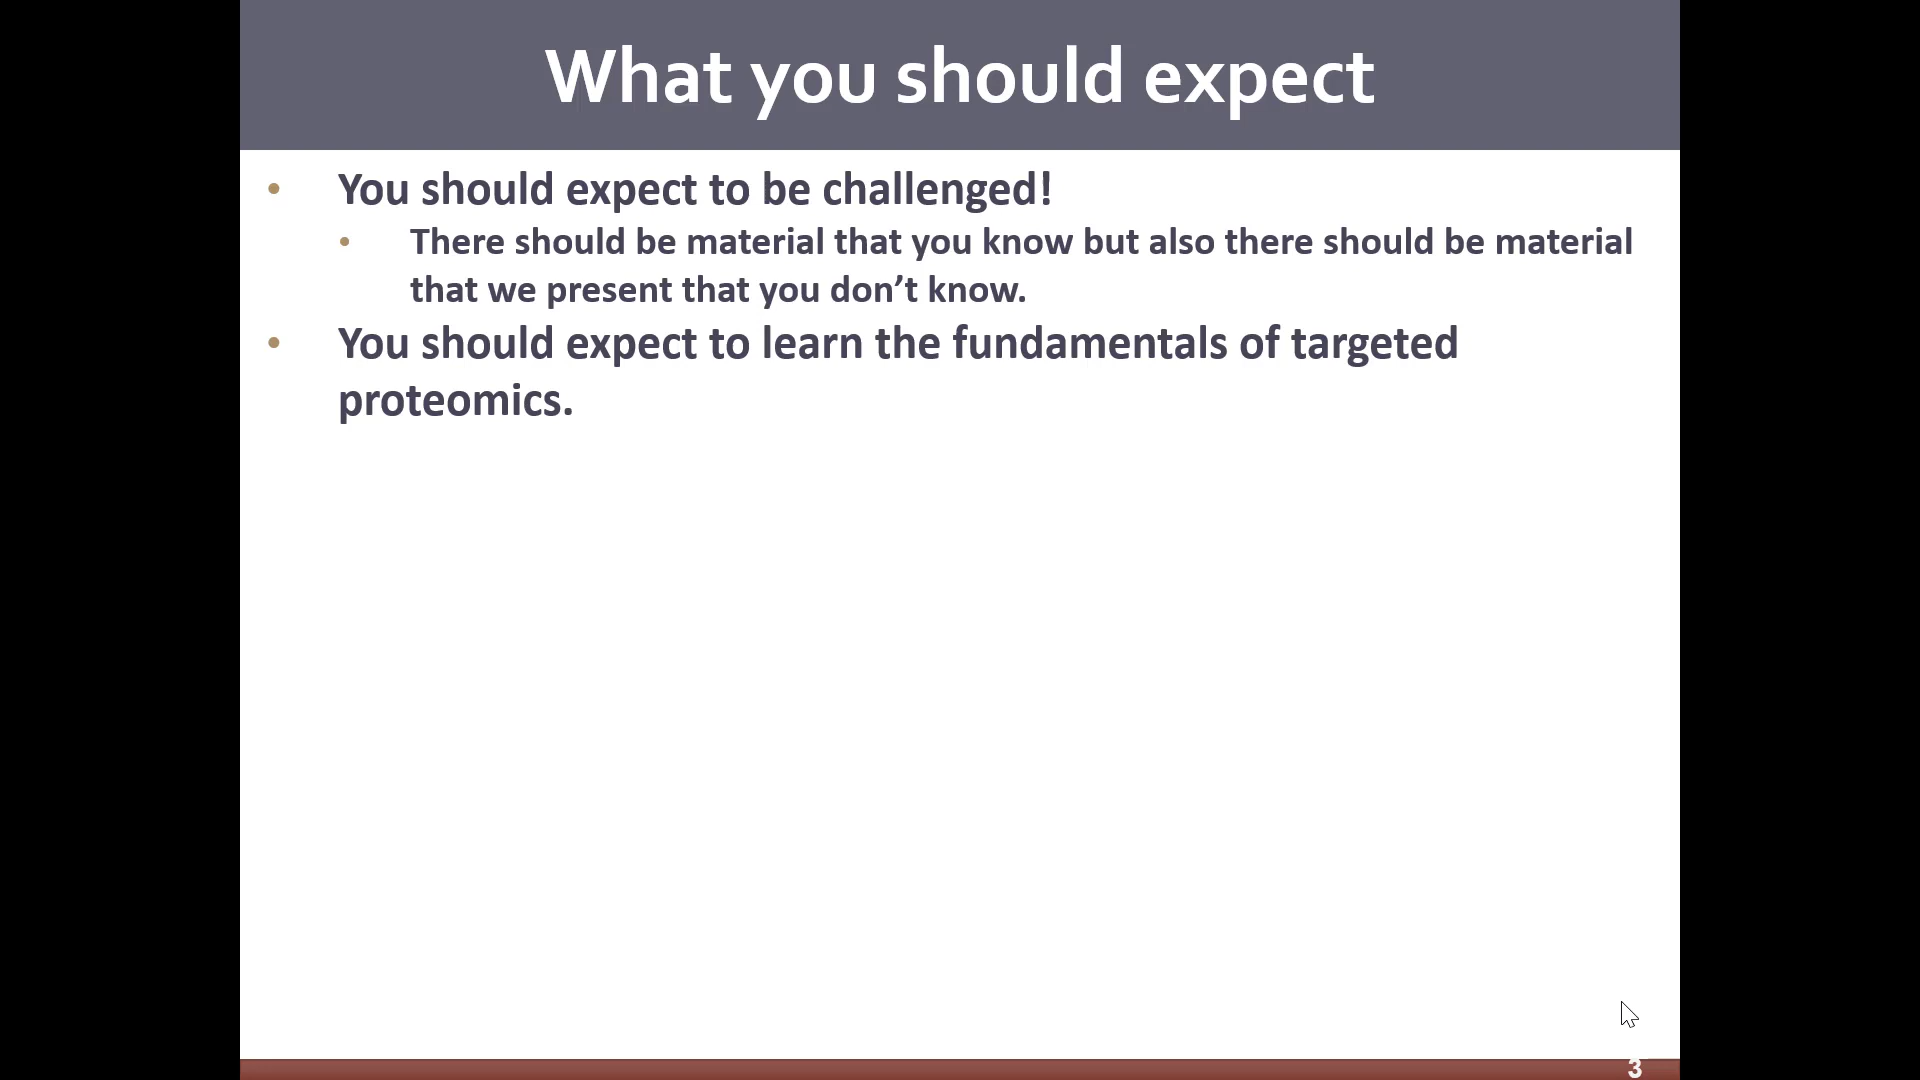 What you should expect
• You should expect to be challenged!
• There should be material that you know but also there should be material
that we present that you don’t know.
• You should expect to learn the fundamentals of targeted
proteomics.
3